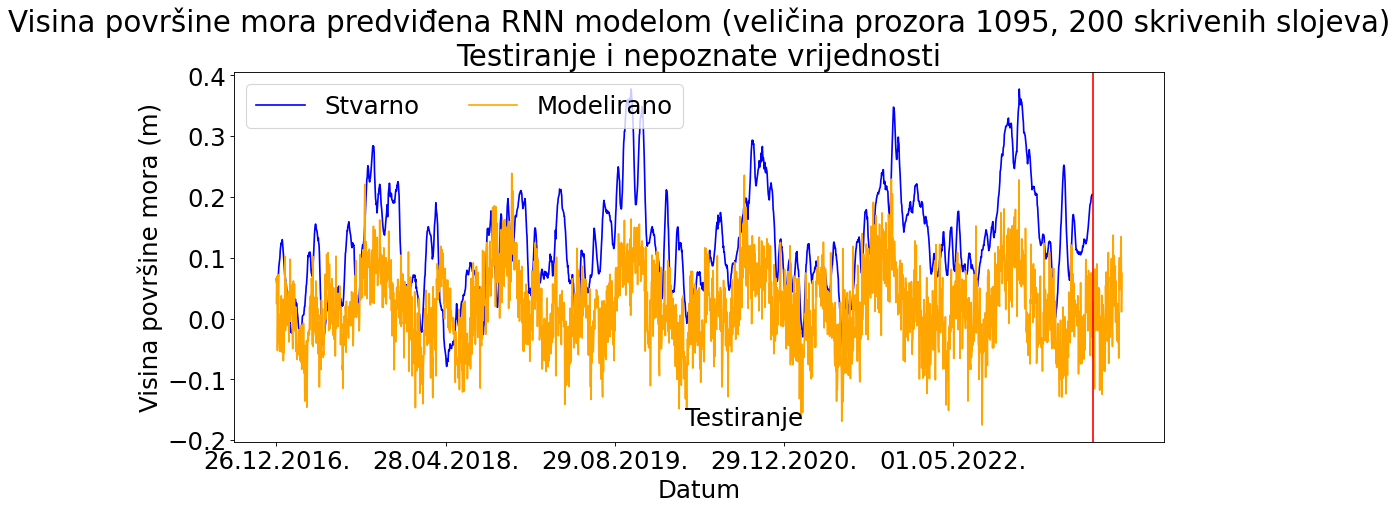 Visina površine mora predviđena RNN modelom (veličina prozora 1095, 200 skrivenih slojeva)
Testiranje i nepoznate vrijednosti
Stvarno
Modelirano
Visina površine mora (m)
0.4
0.3
0.2
0.1
0.0
−0.1
−0.2
Testiranje
26.12.2016.
28.04.2018.
29.08.2019.
29.12.2020.
01.05.2022.
Datum